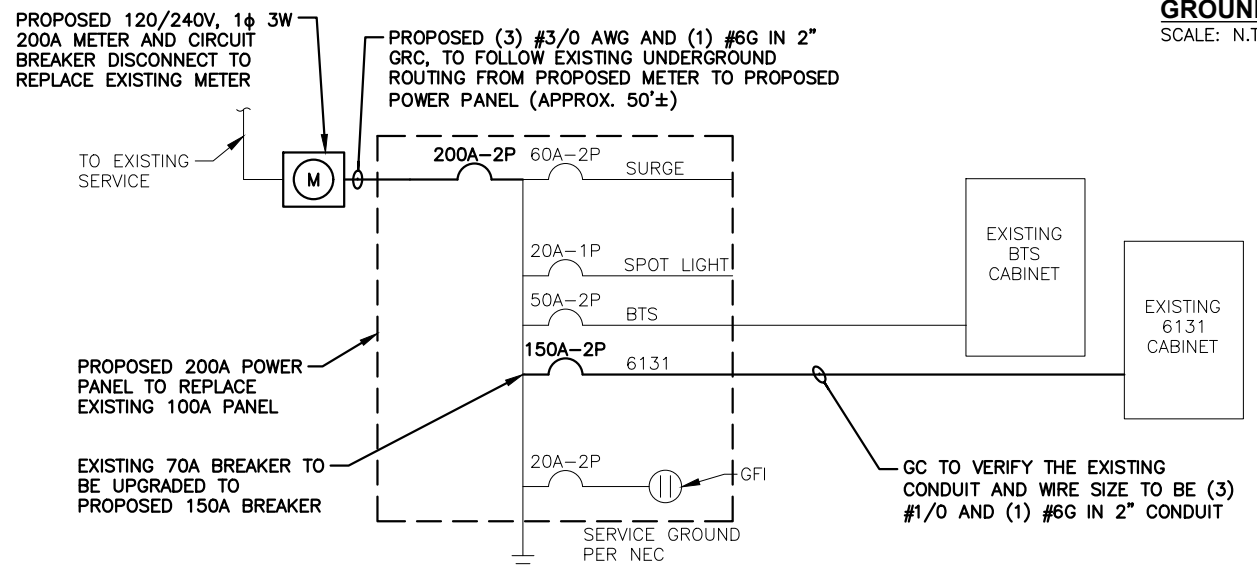 PROPOSED 120/240V, 1ϕ 3W
200A METER AND CIRCUIT
BREAKER DISCONNECT TO
REPLACE EXISTING METER
PROPOSED (3) #3/0 AWG AND (1) #6G IN 2"
GRC, TO FOLLOW EXISTING UNDERGROUND
ROUTING FROM PROPOSED METER TO PROPOSED
POWER PANEL (APPROX. 50'±)
SCALE:
TO EXISTING
SERVICE
M
200A-2P
60A-2P
SURGE
20A-1P
SPOT LIGHT
50A-2P
BTS
150A-2P
6131
20A-2P
GFI
SERVICE GROUND
PER NEC
EXISTING
BTS
CABINET
EXISTING
6131
CABINET
PROPOSED 200A POWER
PANEL TO REPLACE
EXISTING 100A PANEL
EXISTING 70A BREAKER TO
BE UPGRADED TO
PROPOSED 150A BREAKER
GC TO VERIFY THE EXISTING
CONDUIT AND WIRE SIZE TO BE (3)
#1/0 AND (1) #6G IN 2" CONDUIT